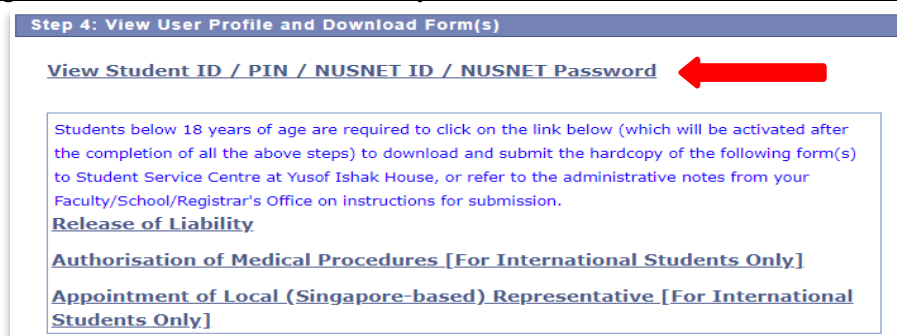 Step 4: View User Profile and Download Form(s)
View Student ID / PIN / NUSNET ID / NUSNET Password
Students below 18 years of age are required to click on the link below (which will be activated after
the completion of all the above steps) to download and submit the hardcopy of the following form(s)
to Student Service Centre at Yusof Ishak House, or refer to the administrative notes from your
Faculty/School/Registrar's Office on instructions for submission.
Release of Liability
Authorisation of Medical Procedures [For International Students Only]
Appointment of Local (Singapore-based) Representative [For International
Students Only]